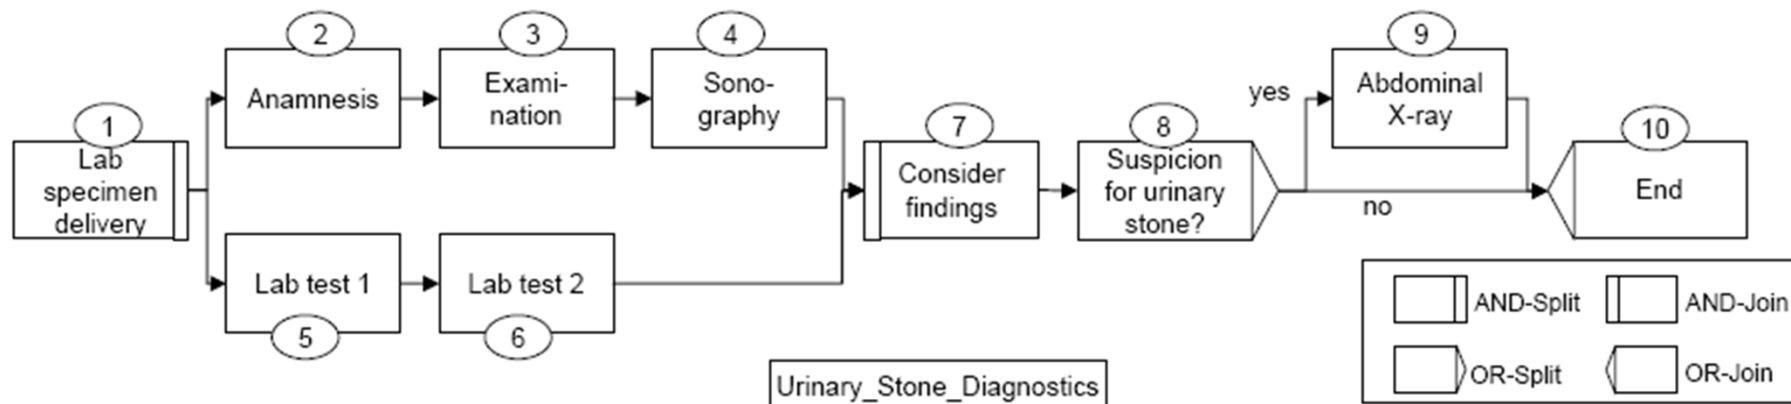 1
Lab
specimen
delivery
2
Anamnesis
3
Exami-
nation
4
Sono-
graphy
5
Lab test 1
6
Lab test 2
7
Consider
findings
8
Suspicion
for urinary
stone?
yes
no
9
Abdominal
X-ray
10
End
AND-Split
AND-Join
OR-Split
OR-Join
Urinary_Stone_Diagnostics